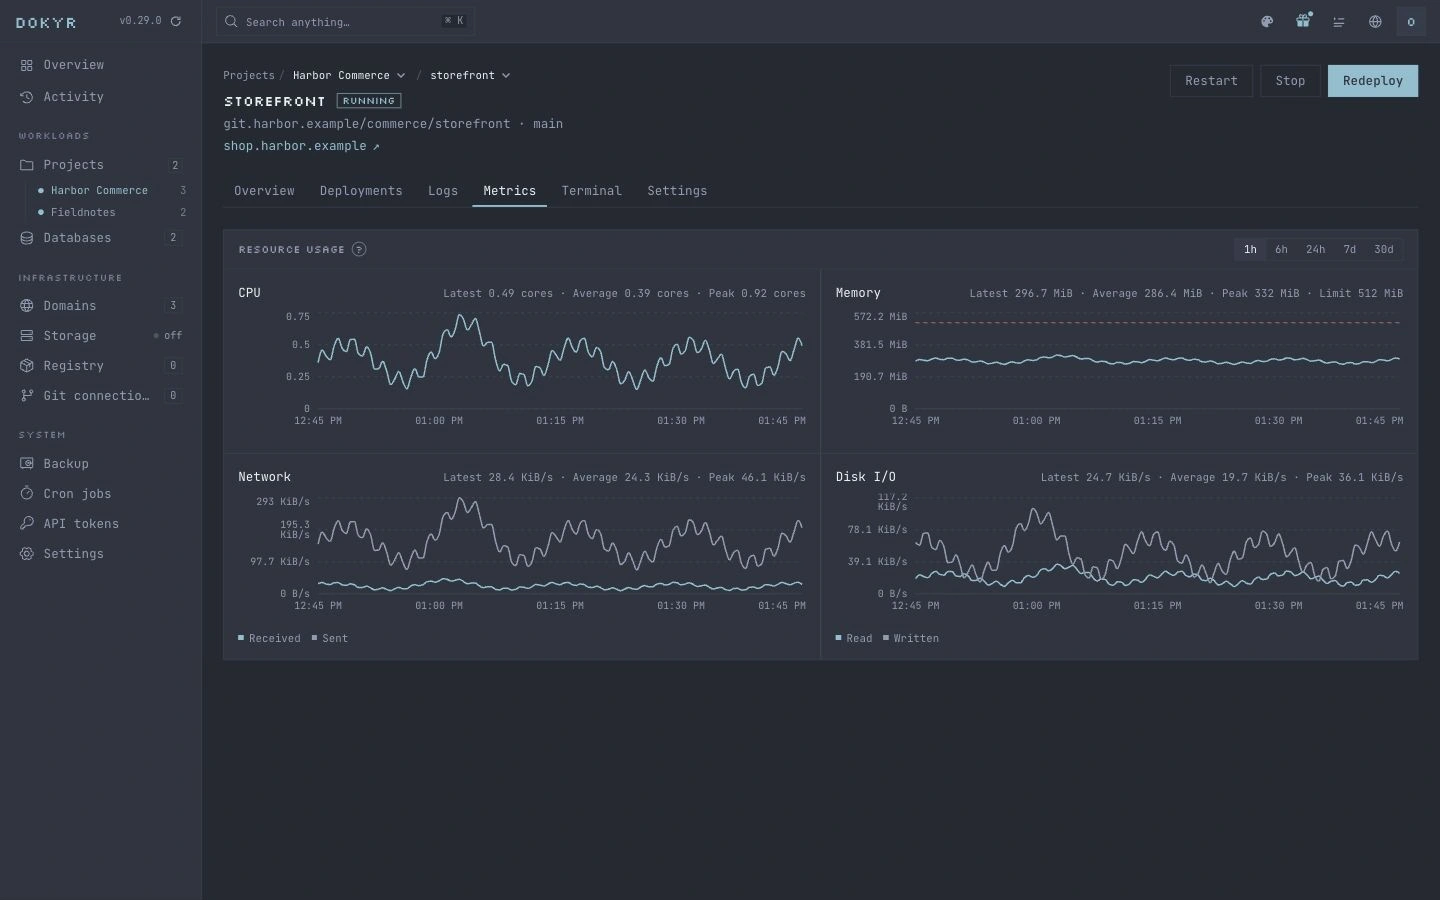 DOKYR v0.29.0
Search anything… ⌘ K
O
Overview
Activity
WORKLOADS
Projects 2
Harbor Commerce 3
Fieldnotes 2
Databases 2
INFRASTRUCTURE
Domains 3
Storage off
Registry 0
Git connectio… 0
SYSTEM
Backup
Cron jobs
API tokens
Settings
Projects / Harbor Commerce / storefront
Restart Stop Redeploy
STOREFRONT RUNNING
git.harbor.example/commerce/storefront · main
shop.harbor.example ↗
Overview Deployments Logs Metrics Terminal Settings
RESOURCE USAGE ?
1h 6h 24h 7d 30d
CPU Latest 0.49 cores · Average 0.39 cores · Peak 0.92 cores
0.75
0.5
0.25
0
12:45 PM 01:00 PM 01:15 PM 01:30 PM 01:45 PM
Memory Latest 296.7 MiB · Average 286.4 MiB · Peak 332 MiB · Limit 512 MiB
572.2 MiB
381.5 MiB
190.7 MiB
0 B
12:45 PM 01:00 PM 01:15 PM 01:30 PM 01:45 PM
Network Latest 28.4 KiB/s · Average 24.3 KiB/s · Peak 46.1 KiB/s
293 KiB/s
195.3
KiB/s
97.7 KiB/s
0 B/s
12:45 PM 01:00 PM 01:15 PM 01:30 PM 01:45 PM
Received Sent
Disk I/O Latest 24.7 KiB/s · Average 19.7 KiB/s · Peak 36.1 KiB/s
117.2
KiB/s
78.1 KiB/s
39.1 KiB/s
0 B/s
12:45 PM 01:00 PM 01:15 PM 01:30 PM 01:45 PM
Read Written